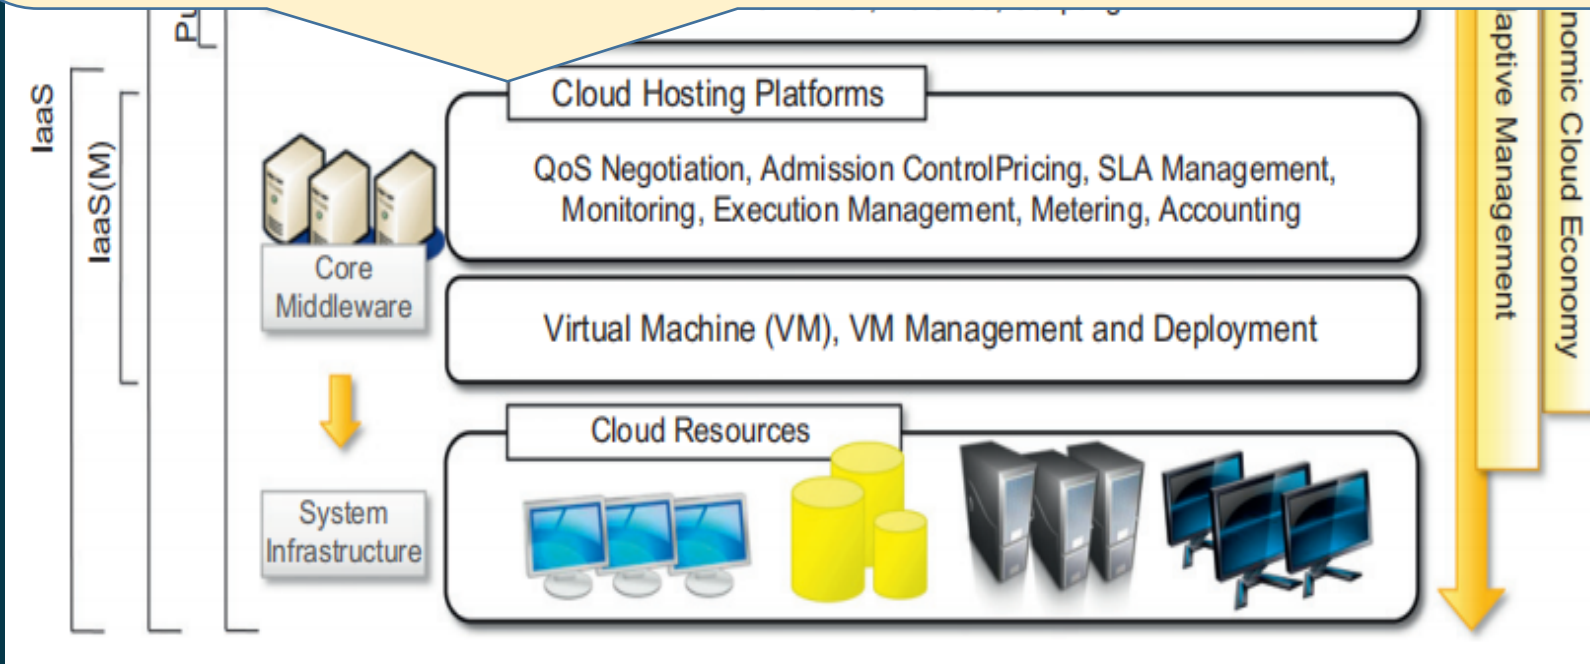 IaaS
IaaS(M)
Cloud Hosting Platforms
QoS Negotiation, Admission ControlPricing, SLA Management,
Monitoring, Execution Management, Metering, Accounting
Core
Middleware
Virtual Machine (VM), VM Management and Deployment
Cloud Resources
System
Infrastructure
aptive Management
nomic Cloud Economy